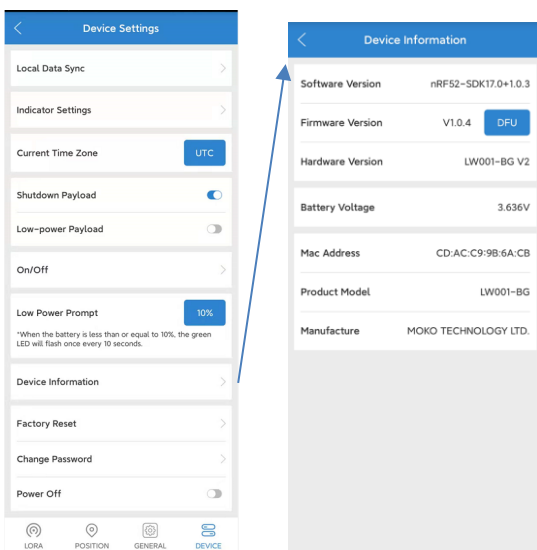 Device Settings
Local Data Sync
Indicator Settings
Current Time Zone UTC
Shutdown Payload
Low-power Payload
On/Off
Low Power Prompt 10%
*When the battery is less than or equal to 10%, the green
LED will flash once every 10 seconds.
Device Information
Factory Reset
Change Password
Power Off
LORA POSITION GENERAL DEVICE
Device Information
Software Version nRF52-SDK17.0+1.0.3
Firmware Version V1.0.4 DFU
Hardware Version LW001-BG V2
Battery Voltage 3.636V
Mac Address CD:AC:C9:9B:6A:CB
Product Model LW001-BG
Manufacture MOKO TECHNOLOGY LTD.